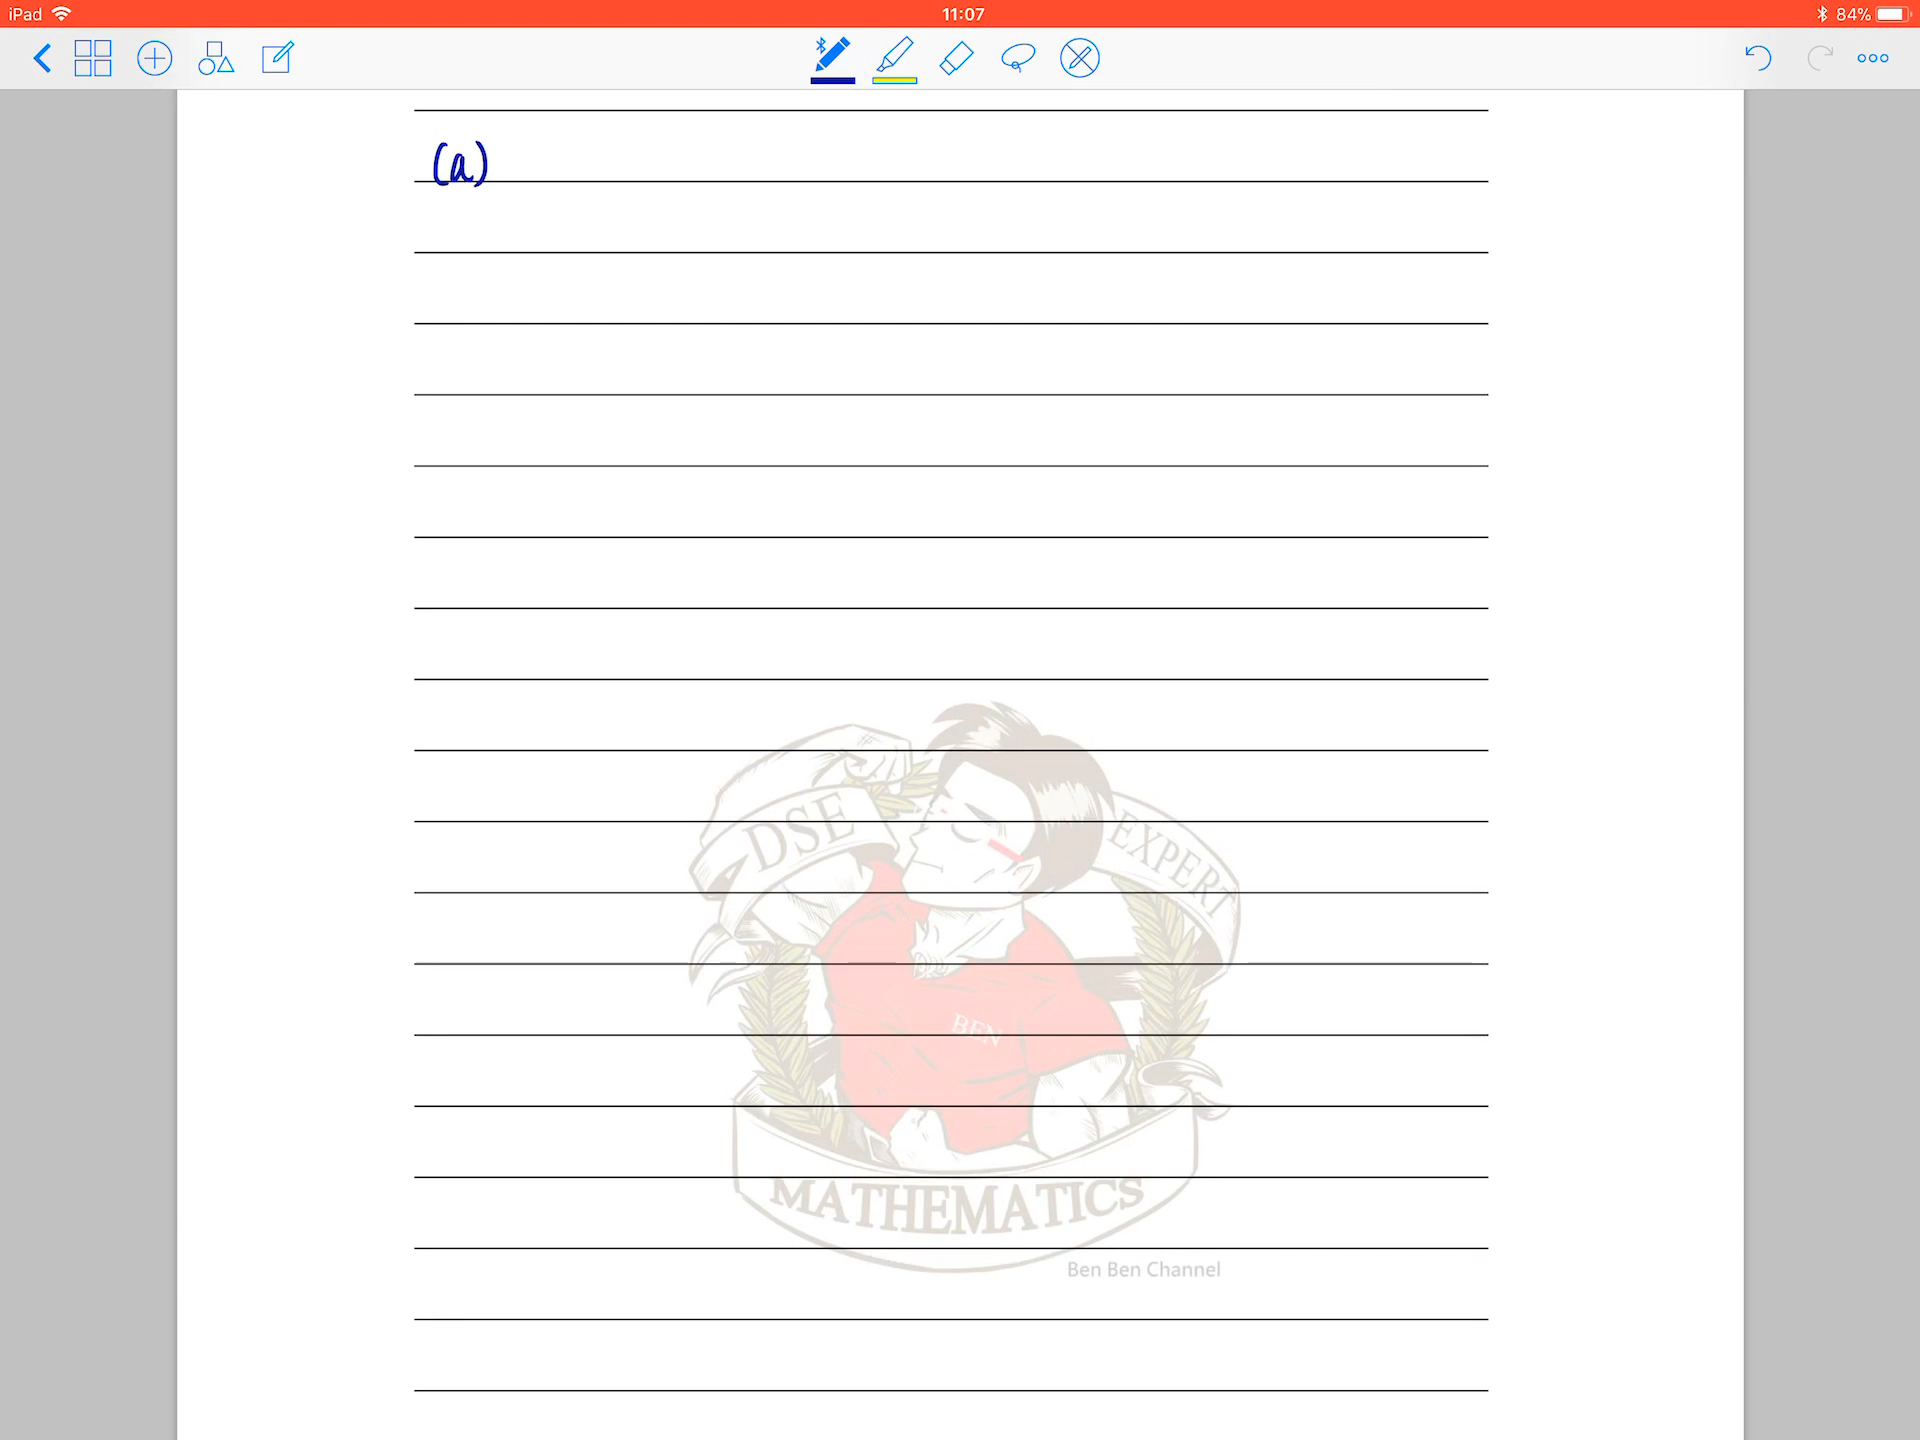 iPad 11:07 84%
(a)
DSE EXPERT
BEN
MATHEMATICS
Ben Ben Channel